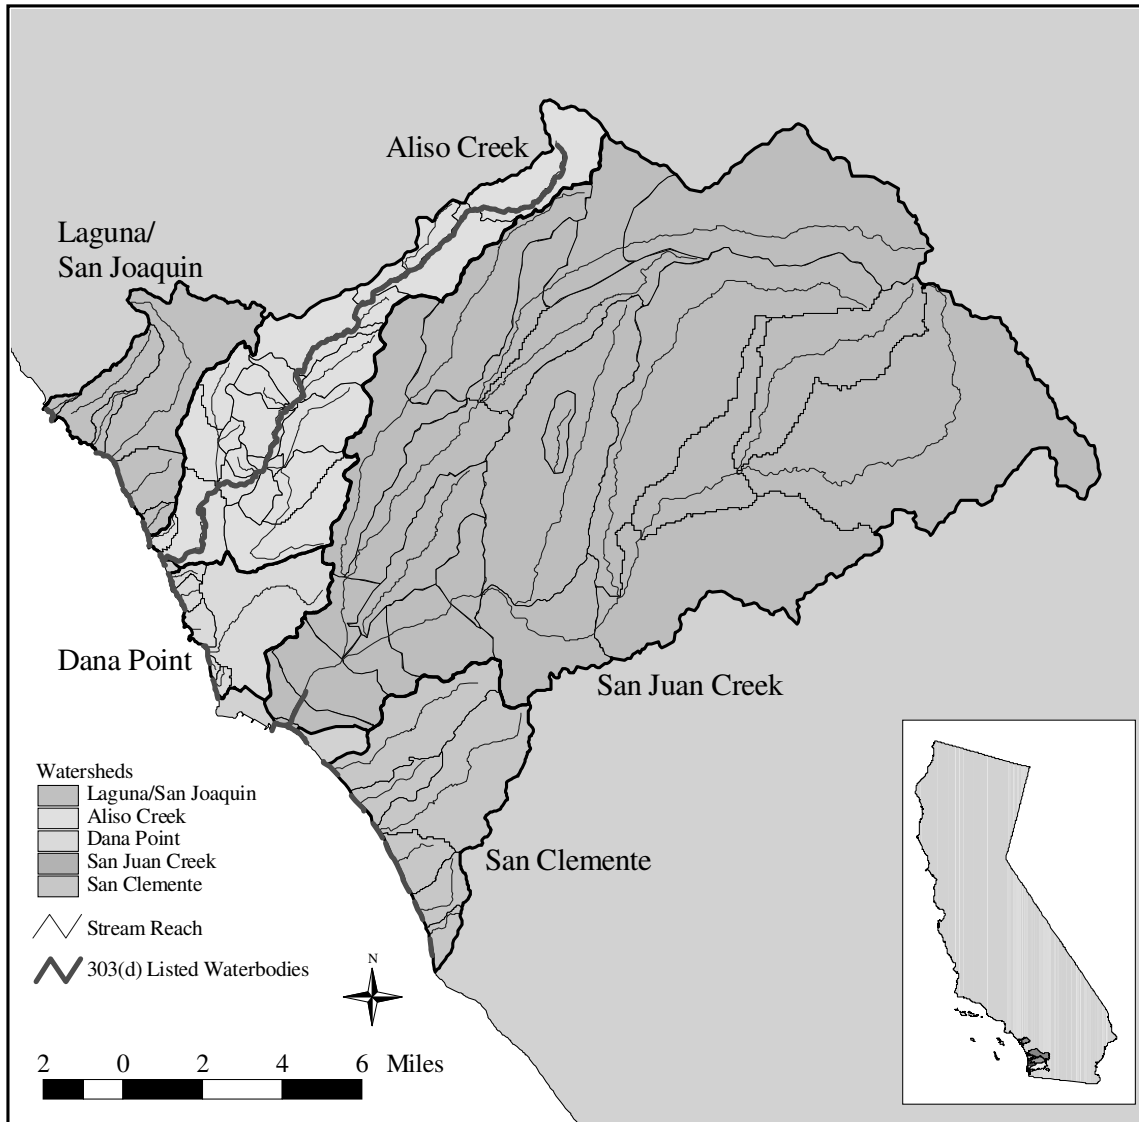 Aliso Creek
Laguna/
San Joaquin
Dana Point
San Juan Creek
San Clemente
Watersheds
Laguna/San Joaquin
Aliso Creek
Dana Point
San Juan Creek
San Clemente
Stream Reach
303(d) Listed Waterbodies
N
2 0 2 4 6 Miles